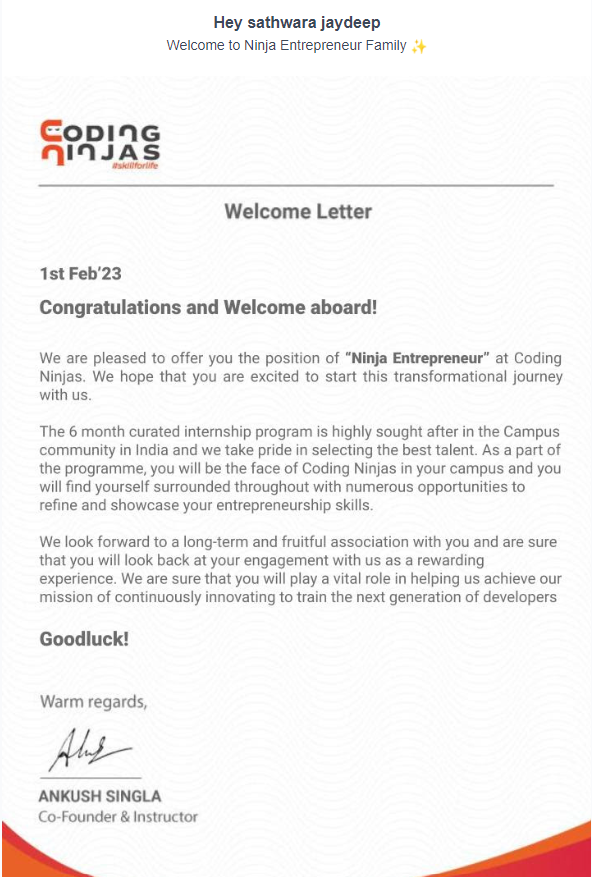 Hey sathwara jaydeep
Welcome to Ninja Entrepreneur Family ✨
CODING
NINJAS
#skillforlife
Welcome Letter
1st Feb'23
Congratulations and Welcome aboard!
We are pleased to offer you the position of "Ninja Entrepreneur" at Coding
Ninjas. We hope that you are excited to start this transformational journey
with us.
The 6 month curated internship program is highly sought after in the Campus
community in India and we take pride in selecting the best talent. As a part of
the programme, you will be the face of Coding Ninjas in your campus and you
will find yourself surrounded throughout with numerous opportunities to
refine and showcase your entrepreneurship skills.
We look forward to a long-term and fruitful association with you and are sure
that you will look back at your engagement with us as a rewarding
experience. We are sure that you will play a vital role in helping us achieve our
mission of continuously innovating to train the next generation of developers
Goodluck!
Warm regards,
ANKUSH SINGLA
Co-Founder & Instructor